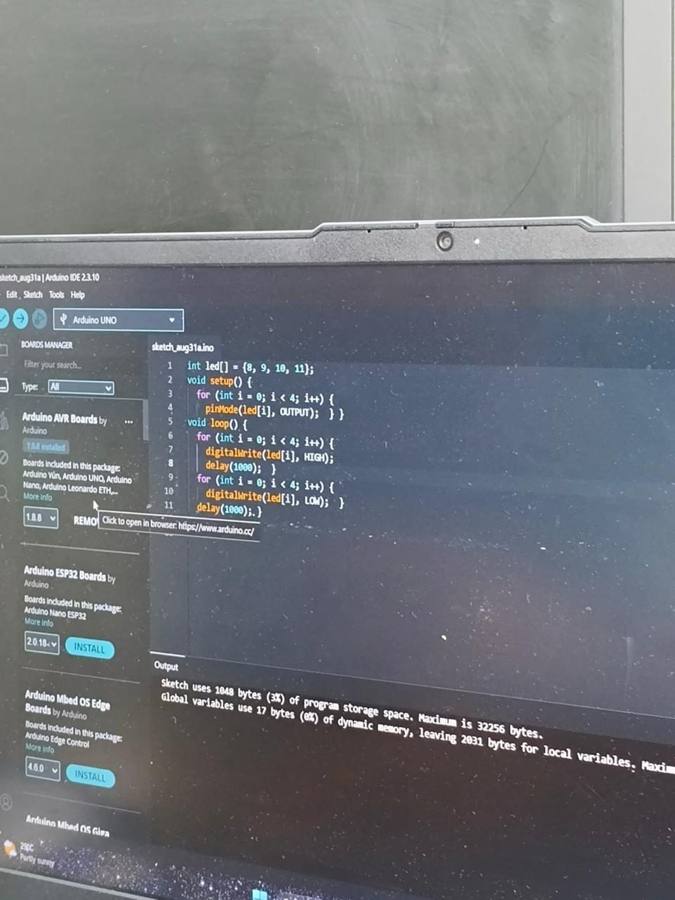 sketch_aug31a | Arduino IDE 2.3.10
Edit Sketch Tools Help
Arduino UNO
BOARDS MANAGER
Filter your search...
Type: All
Arduino AVR Boards by
Arduino
1.8.8 installed
Boards included in this package:
Arduino Yún, Arduino UNO, Arduino
Nano, Arduino Leonardo ETH,...
More info
1.8.8 REMO
Click to open in browser: https://www.arduino.cc/
Arduino ESP32 Boards by
Arduino
Boards included in this package:
Arduino Nano ESP32
More info
2.0.18-
INSTALL
Arduino Mbed OS Edge
Boards by Arduino
Boards included in this package:
Arduino Edge Control
More info
4.6.0 INSTALL
Arduino Mbed OS Giga
sketch_aug31a.ino
1 int led[] = {8, 9, 10, 11};
2 void setup() {
3 for (int i = 0; i < 4; i++) {
4 pinMode(led[i], OUTPUT); } }
5 void loop() {
6 for (int i = 0; i < 4; i++) {
7 digitalWrite(led[i], HIGH);
8 delay(1000); }
9 for (int i = 0; i < 4; i++) {
10 digitalWrite(led[i], LOW); }
11 delay(1000); }
Output
Sketch uses 1048 bytes (3%) of program storage space. Maximum is 32256 bytes.
Global variables use 17 bytes (0%) of dynamic memory, leaving 2031 bytes for local variables. Maxim
Partly sunny